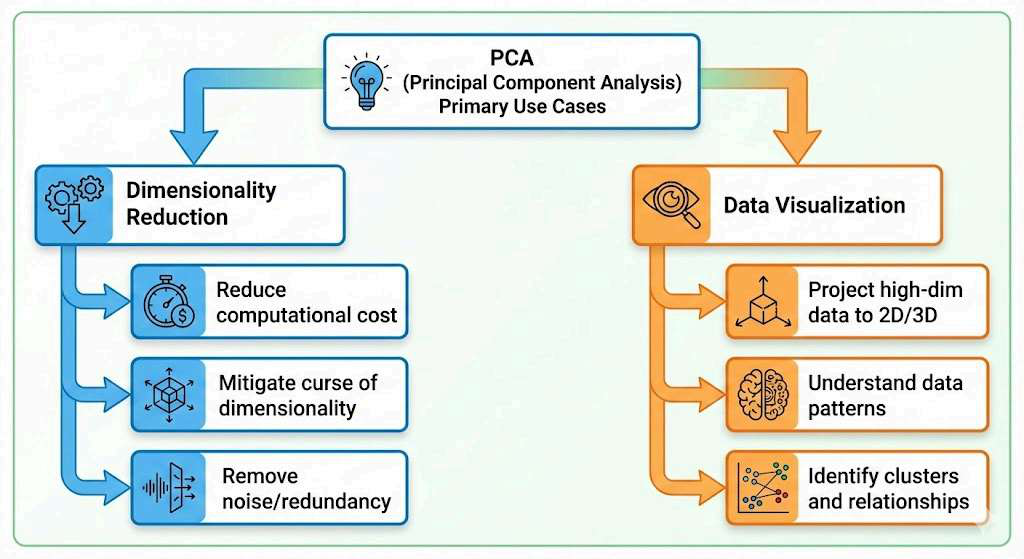 PCA
(Principal Component Analysis)
Primary Use Cases
Dimensionality
Reduction
Reduce
computational cost
$
Mitigate curse of
dimensionality
Remove
noise/redundancy
Data Visualization
Project high-dim
data to 2D/3D
Understand data
patterns
Identify clusters
and relationships